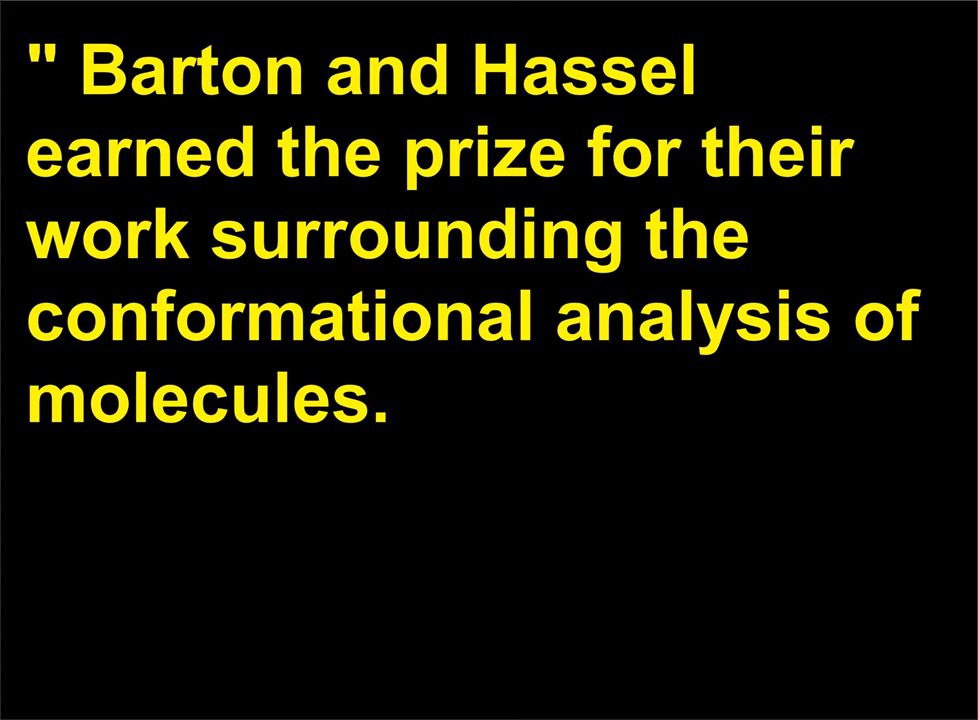 " Barton and Hassel
earned the prize for their
work surrounding the
conformational analysis of
molecules.